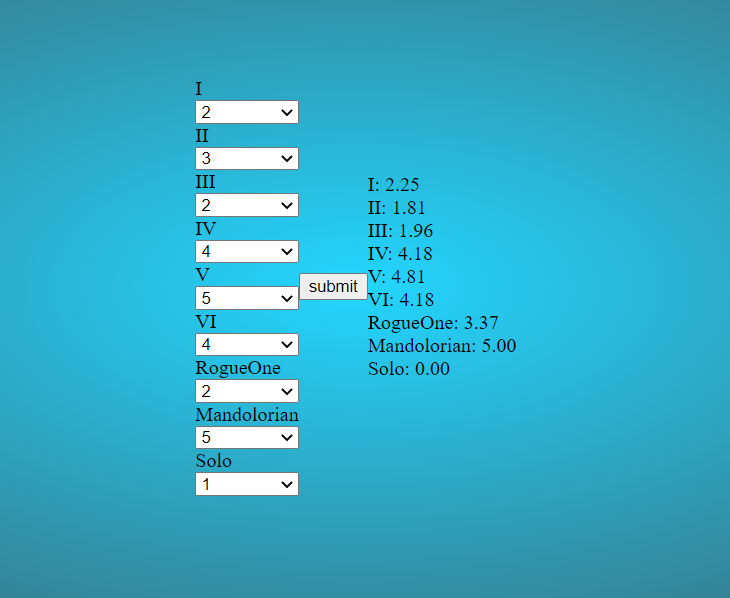 I
2
II
3
III
2
IV
4
V
5
VI
4
RogueOne
2
Mandolorian
5
Solo
1
submit
I: 2.25
II: 1.81
III: 1.96
IV: 4.18
V: 4.81
VI: 4.18
RogueOne: 3.37
Mandolorian: 5.00
Solo: 0.00